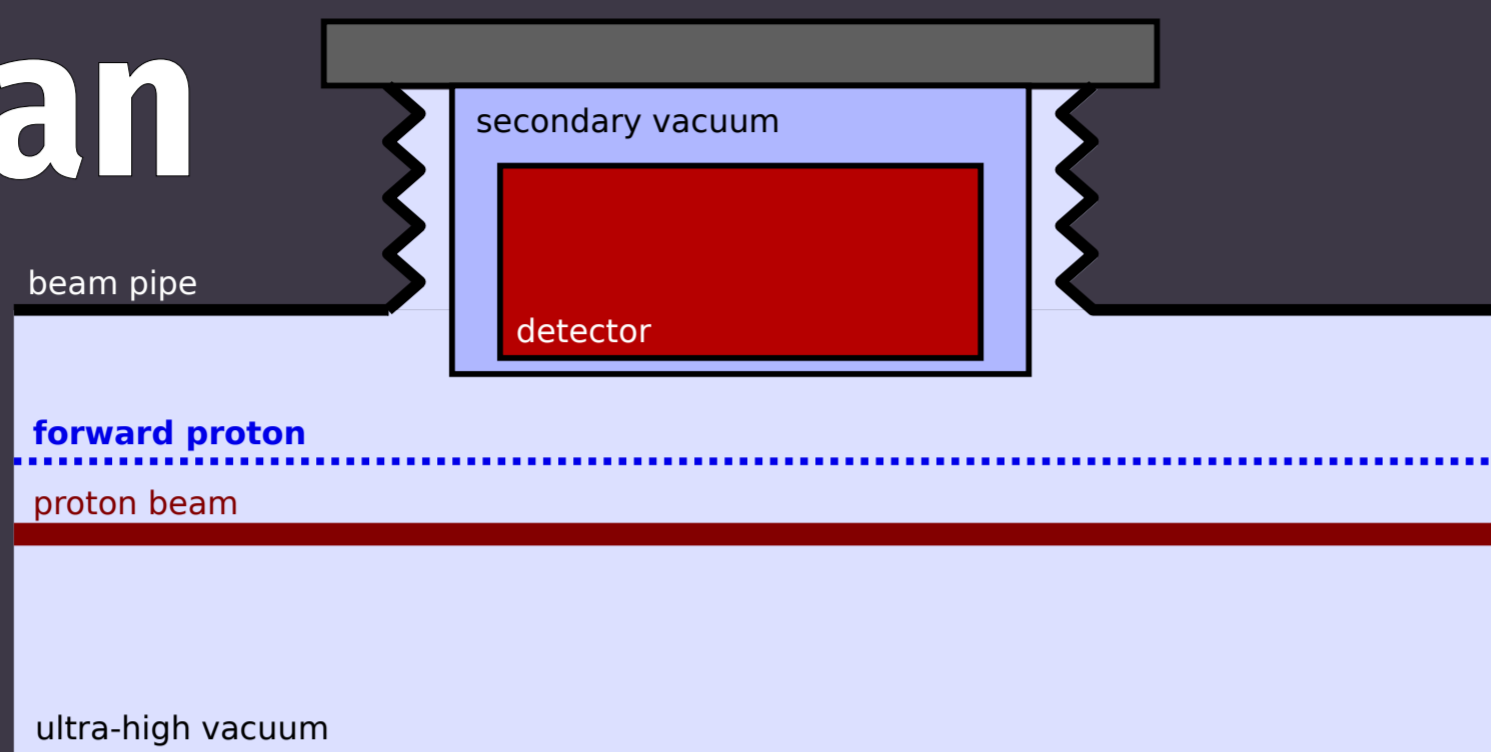 an
secondary vacuum
beam pipe
detector
forward proton
proton beam
ultra-high vacuum